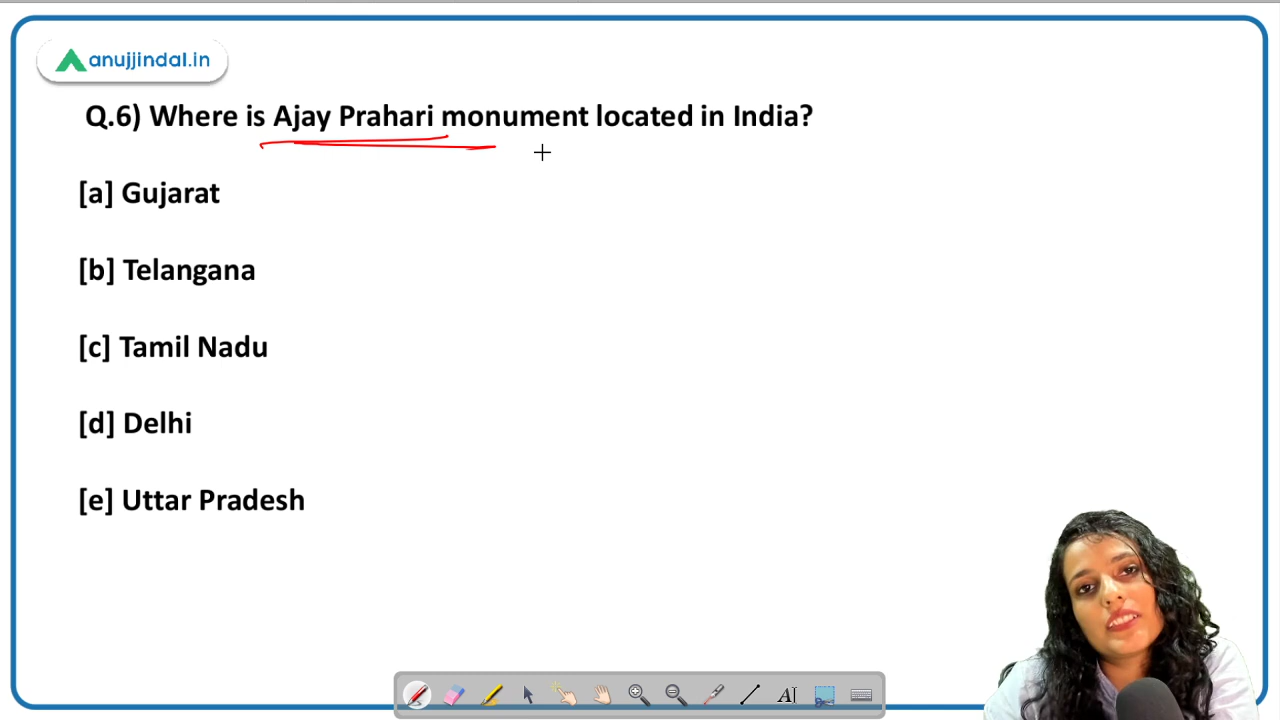 anujjindal.in
Q.6) Where is Ajay Prahari monument located in India?
[a] Gujarat
[b] Telangana
[c] Tamil Nadu
[d] Delhi
[e] Uttar Pradesh
A